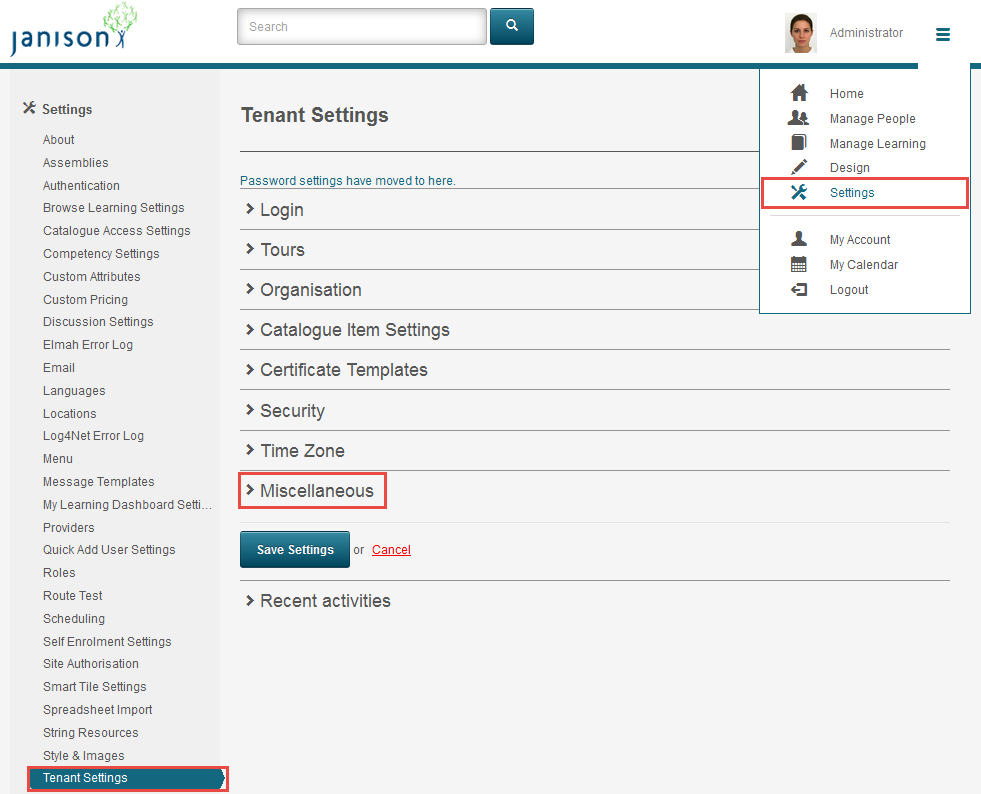 janison
Search
Administrator
Home
Manage People
Manage Learning
Design
Settings
My Account
My Calendar
Logout
Settings
About
Assemblies
Authentication
Browse Learning Settings
Catalogue Access Settings
Competency Settings
Custom Attributes
Custom Pricing
Discussion Settings
Elmah Error Log
Email
Languages
Locations
Log4Net Error Log
Menu
Message Templates
My Learning Dashboard Setti...
Providers
Quick Add User Settings
Roles
Route Test
Scheduling
Self Enrolment Settings
Site Authorisation
Smart Tile Settings
Spreadsheet Import
String Resources
Style & Images
Tenant Settings
Tenant Settings
Password settings have moved to here.
Login
Tours
Organisation
Catalogue Item Settings
Certificate Templates
Security
Time Zone
Miscellaneous
Save Settings or Cancel
Recent activities